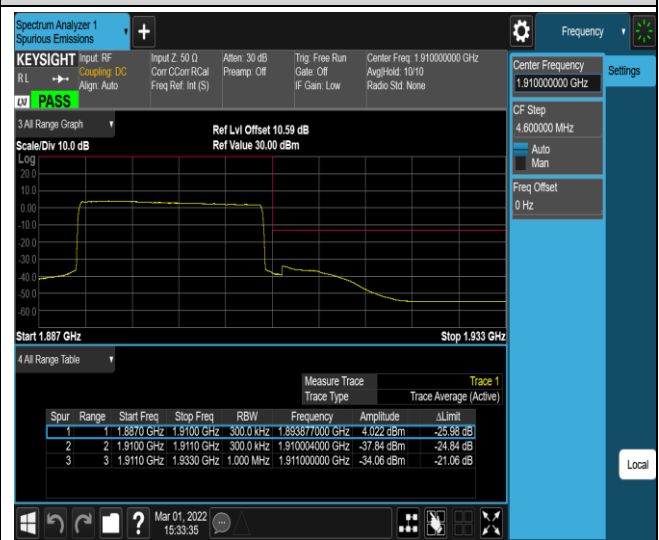 Spectrum Analyzer 1
Spurious Emissions
Frequency
KEYSIGHT
RL
Input: RF
Coupling: DC
Align: Auto
Input Z: 50 Ω
Corr CCorr RCal
Freq Ref: Int (S)
Atten: 30 dB
Preamp: Off
Trig: Free Run
Gate: Off
IF Gain: Low
Center Freq: 1.910000000 GHz
Avg|Hold: 10/10
Radio Std: None
LXI PASS
Center Frequency
1.910000000 GHz
Settings
CF Step
4.600000 MHz
Auto
Man
Freq Offset
0 Hz
3 All Range Graph
Scale/Div 10.0 dB
Ref Lvl Offset 10.59 dB
Ref Value 30.00 dBm
Log
20.0
10.0
0.00
-10.0
-20.0
-30.0
-40.0
-50.0
-60.0
Start 1.887 GHz
Stop 1.933 GHz
4 All Range Table
Measure Trace Trace 1
Trace Type Trace Average (Active)
Spur Range Start Freq Stop Freq RBW Frequency Amplitude ΔLimit
1 1 1.8870 GHz 1.9100 GHz 300.0 kHz 1.893877000 GHz 4.022 dBm -25.98 dB
2 2 1.9100 GHz 1.9110 GHz 300.0 kHz 1.910004000 GHz -37.84 dBm -24.84 dB
3 3 1.9110 GHz 1.9330 GHz 1.000 MHz 1.911000000 GHz -34.06 dBm -21.06 dB
Local
Mar 01, 2022
15:33:35